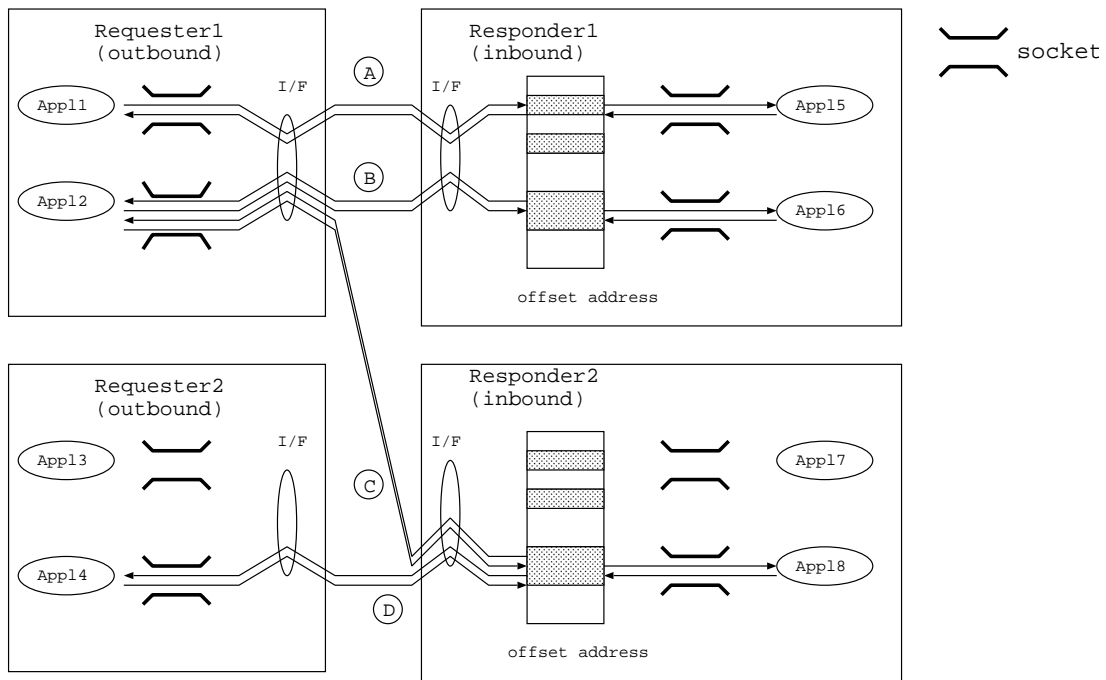 Requester1
(outbound)
Responder1
(inbound)
socket
A
I/F
I/F
Appl1
Appl5
B
Appl2
Appl6
offset address
Requester2
(outbound)
Responder2
(inbound)
I/F
I/F
Appl3
Appl7
C
Appl4
Appl8
D
offset address